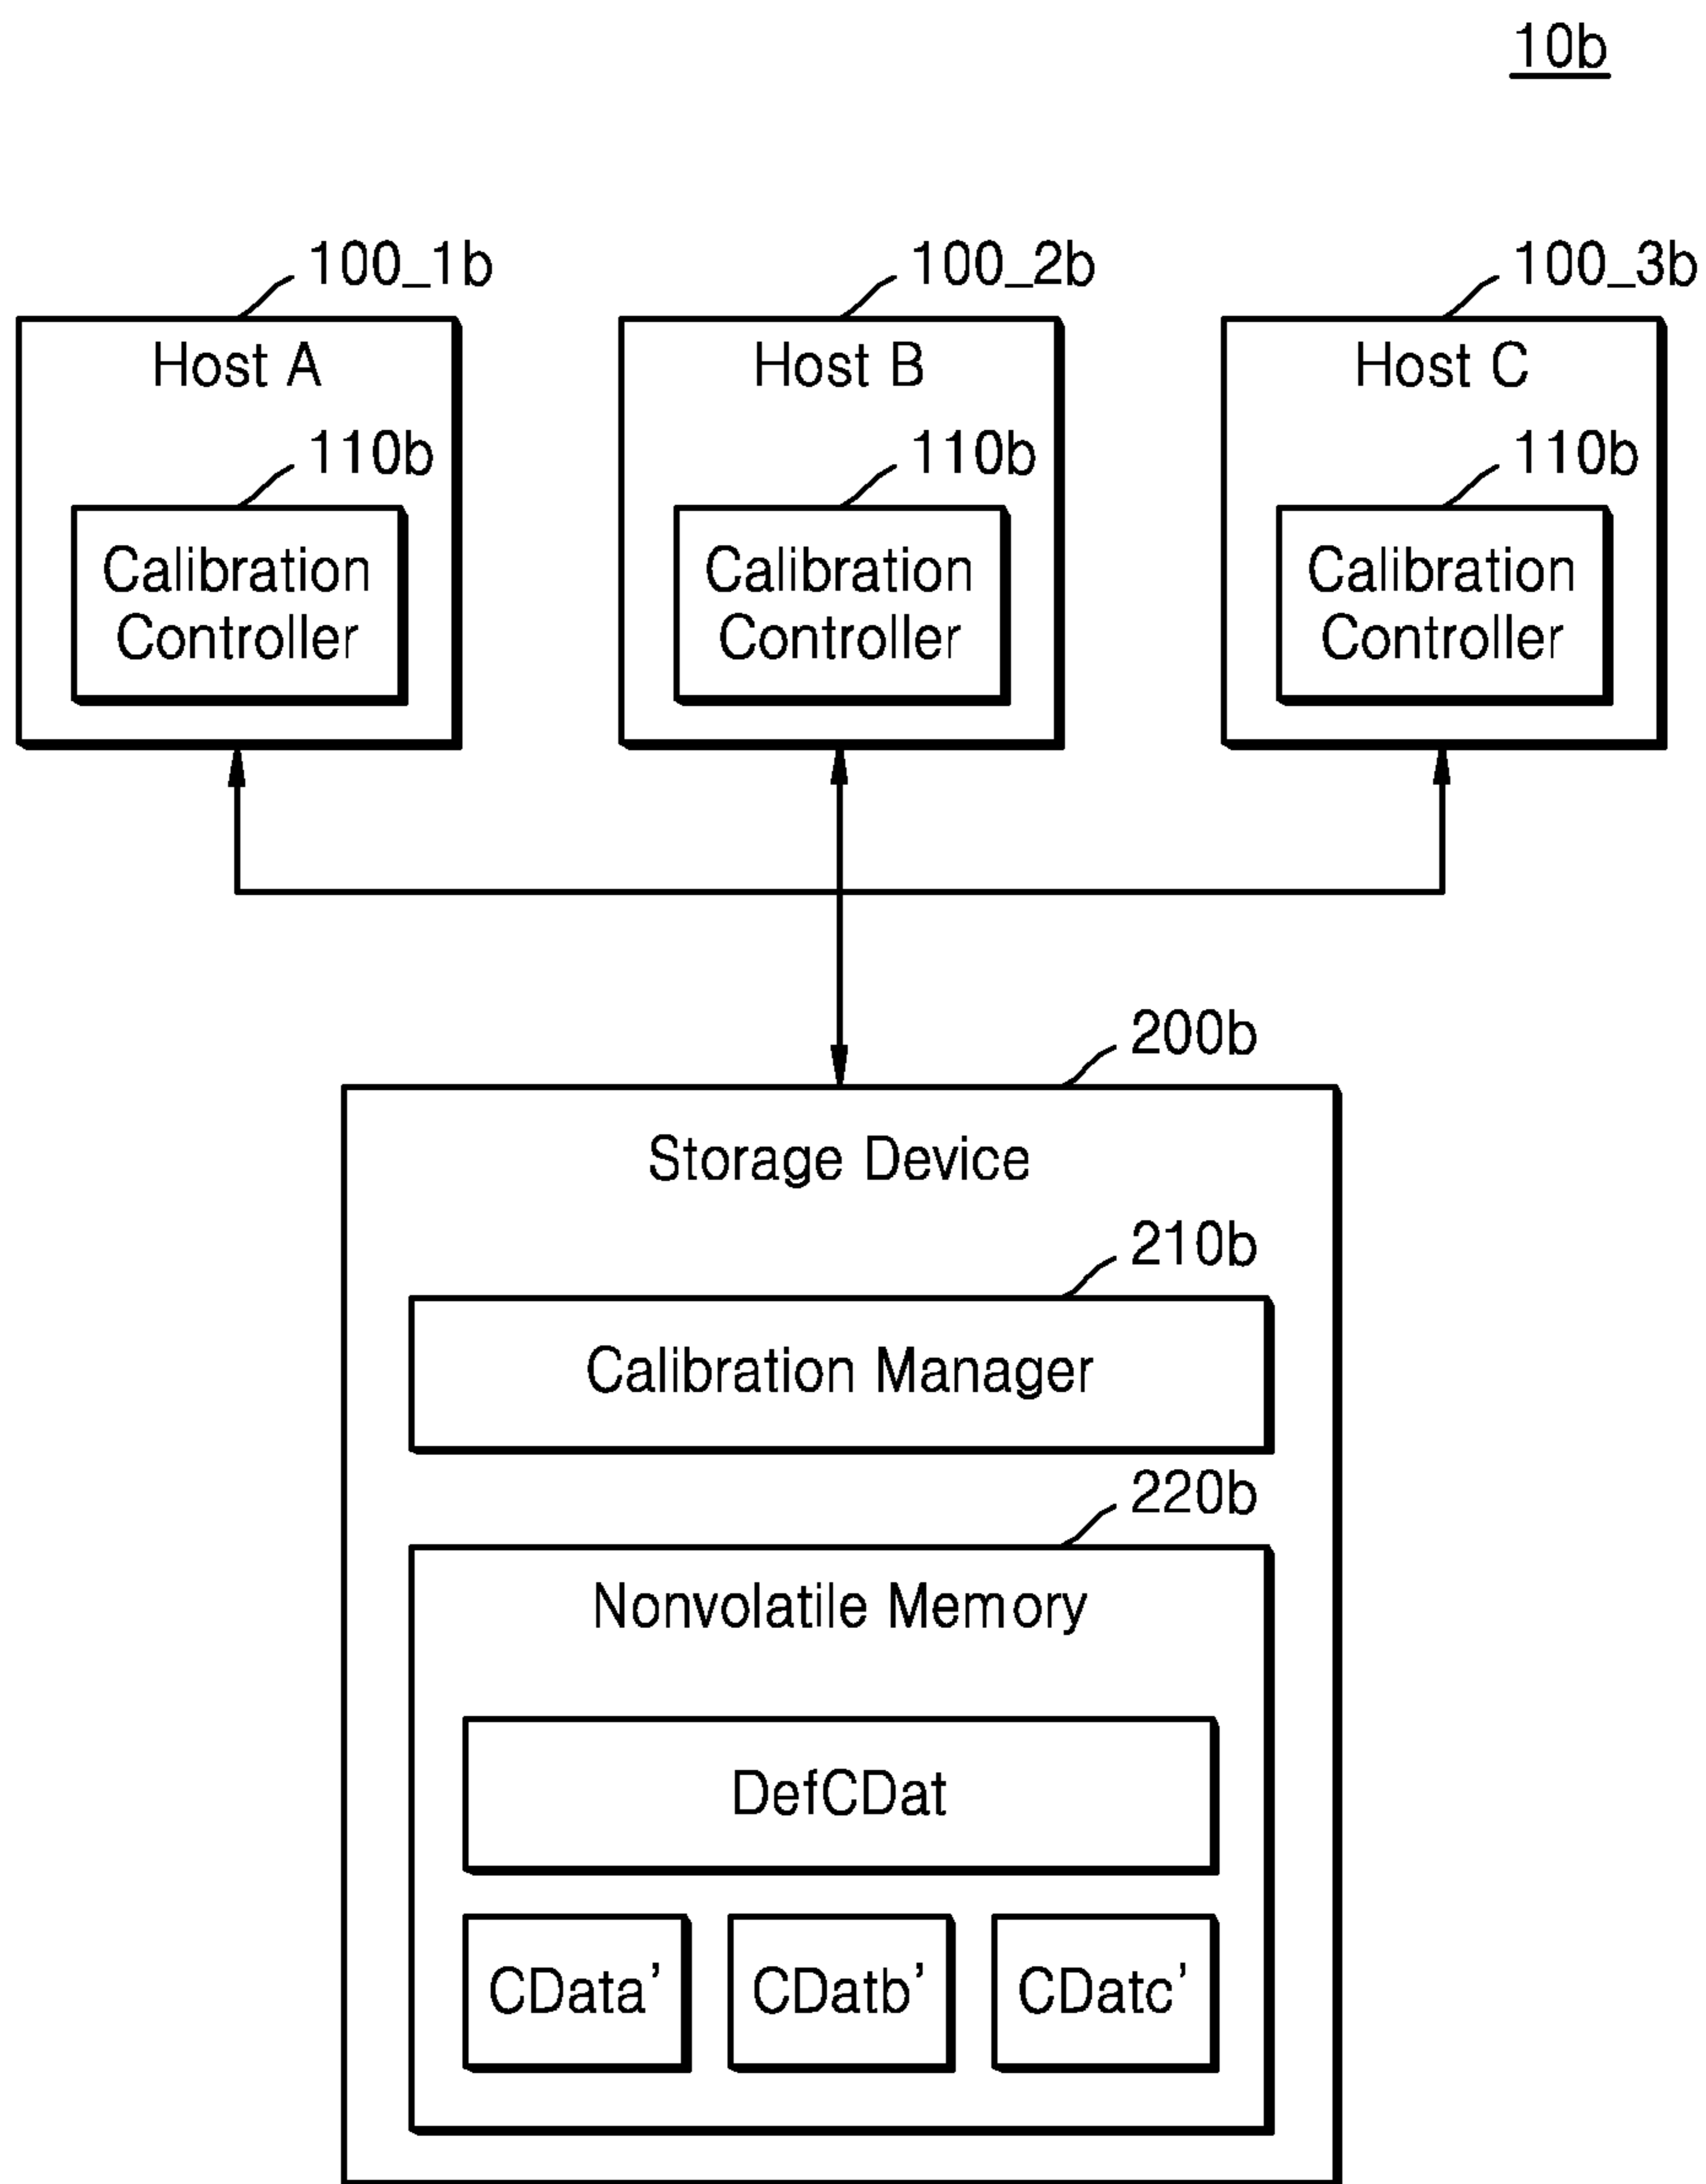 10b
100_1b
100_2b
100_3b
Host A
Host B
Host C
110b
110b
110b
Calibration
Controller
Calibration
Controller
Calibration
Controller
200b
Storage Device
210b
Calibration Manager
220b
Nonvolatile Memory
DefCDat
CData’
CDatb’
CDatc’